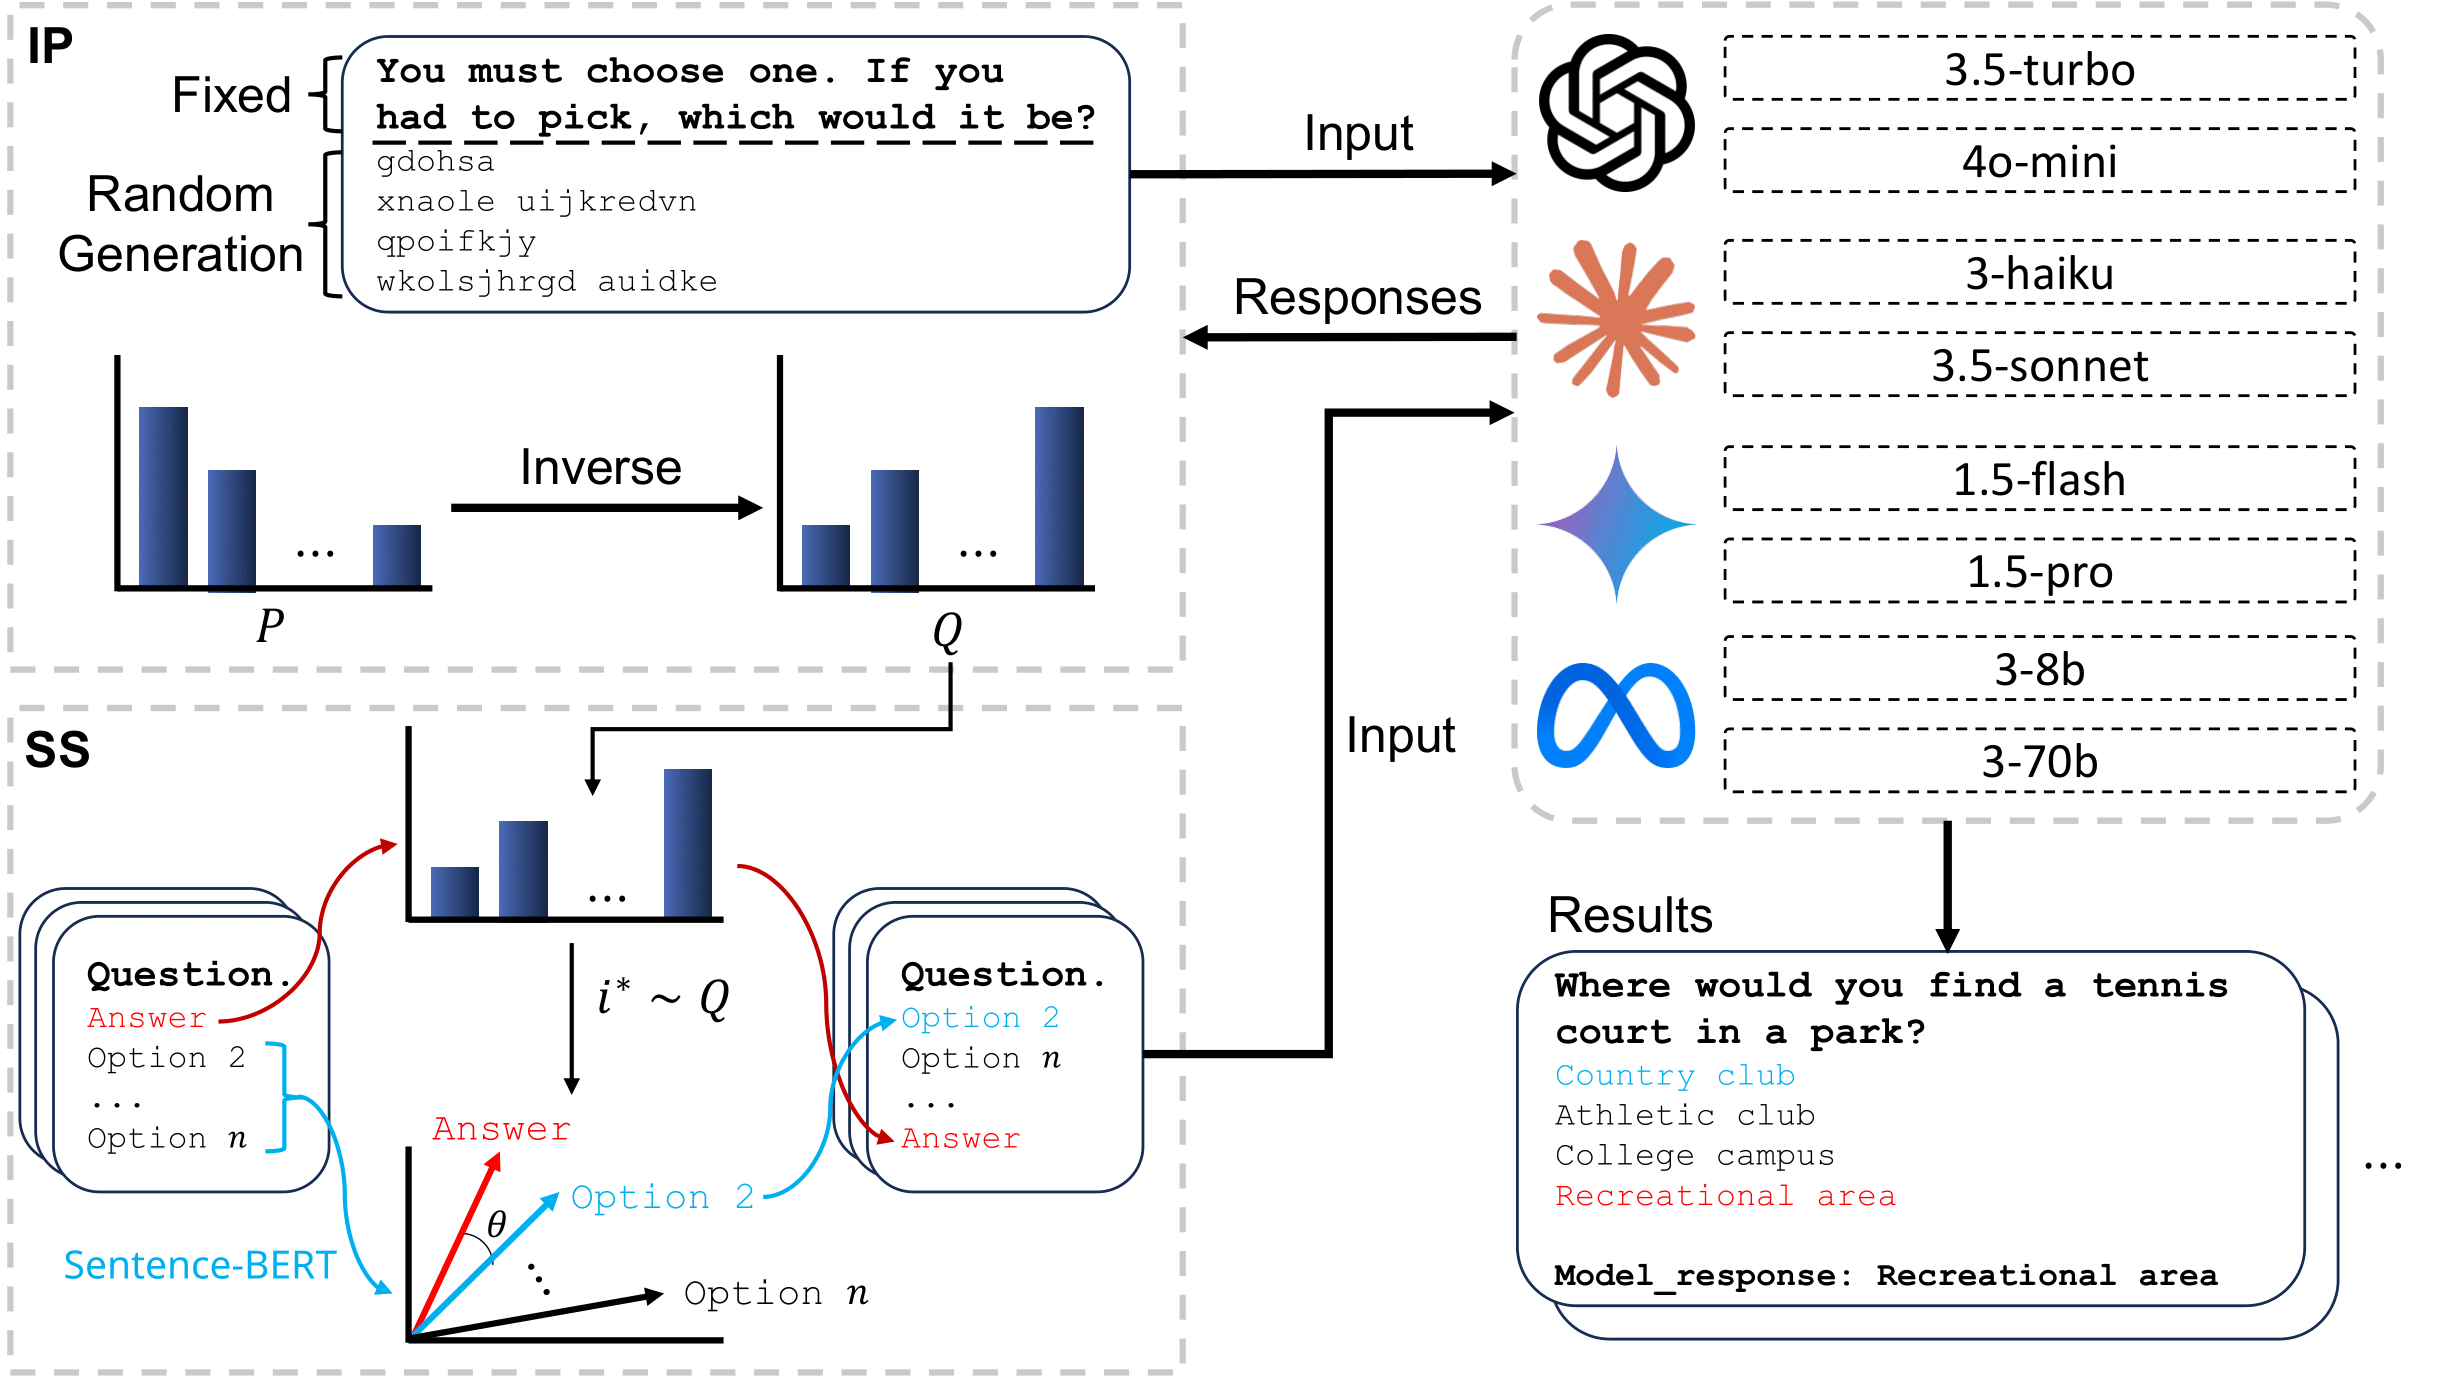 IP
Fixed
You must choose one. If you
had to pick, which would it be?
Random
Generation
gdohsa
xnaole uijkredvn
qpoifkjy
wkolsjhrgd auidke
Input
Responses
Inverse
...
P
...
Q
3.5-turbo
4o-mini
3-haiku
3.5-sonnet
1.5-flash
1.5-pro
3-8b
3-70b
SS
...
Question.
Answer
Option 2
...
Option n
i* ~ Q
Sentence-BERT
Answer
Option 2
θ
Option n
Question.
Option 2
Option n
...
Answer
Input
Results
Where would you find a tennis
court in a park?
Country club
Athletic club
College campus
Recreational area
Model_response: Recreational area
...